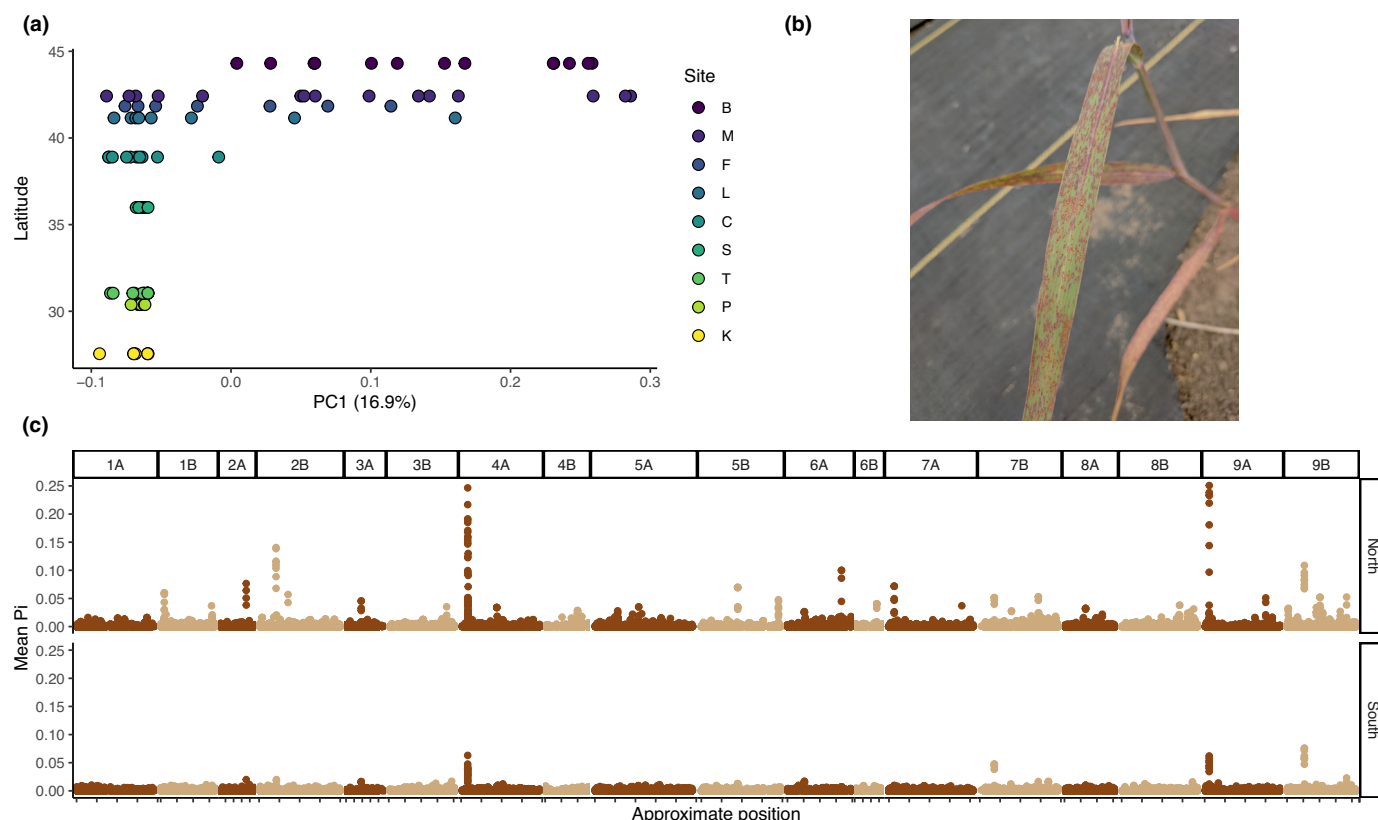 (a)
(b)
45
40
35
30
Latitude
−0.1
0.0
0.1
0.2
0.3
PC1 (16.9%)
Site
B
M
F
L
C
S
T
P
K
(c)
1A
1B
2A
2B
3A
3B
4A
4B
5A
5B
6A
6B
7A
7B
8A
8B
9A
9B
0.25
0.20
0.15
0.10
0.05
0.00
North
Mean Pi
0.25
0.20
0.15
0.10
0.05
0.00
South
Approximate position